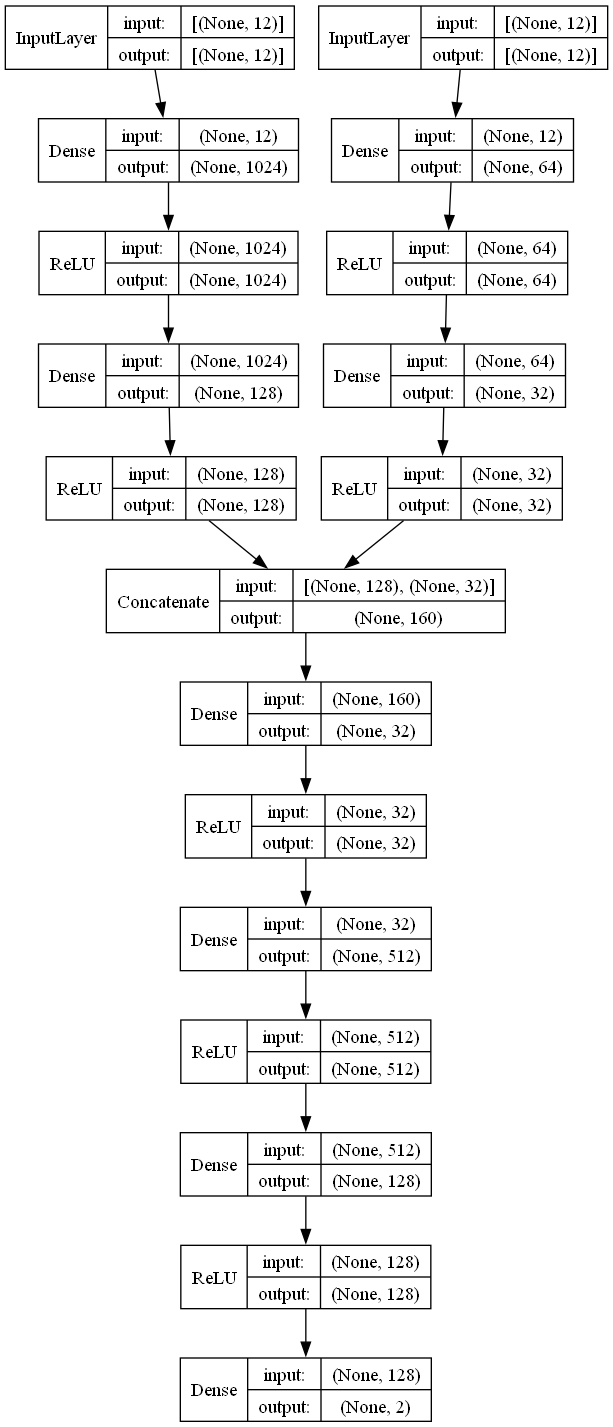 InputLayer input: [(None, 12)]
output: [(None, 12)]
InputLayer input: [(None, 12)]
output: [(None, 12)]
Dense input: (None, 12)
output: (None, 1024)
Dense input: (None, 12)
output: (None, 64)
ReLU input: (None, 1024)
output: (None, 1024)
ReLU input: (None, 64)
output: (None, 64)
Dense input: (None, 1024)
output: (None, 128)
Dense input: (None, 64)
output: (None, 32)
ReLU input: (None, 128)
output: (None, 128)
ReLU input: (None, 32)
output: (None, 32)
Concatenate input: [(None, 128), (None, 32)]
output: (None, 160)
Dense input: (None, 160)
output: (None, 32)
ReLU input: (None, 32)
output: (None, 32)
Dense input: (None, 32)
output: (None, 512)
ReLU input: (None, 512)
output: (None, 512)
Dense input: (None, 512)
output: (None, 128)
ReLU input: (None, 128)
output: (None, 128)
Dense input: (None, 128)
output: (None, 2)